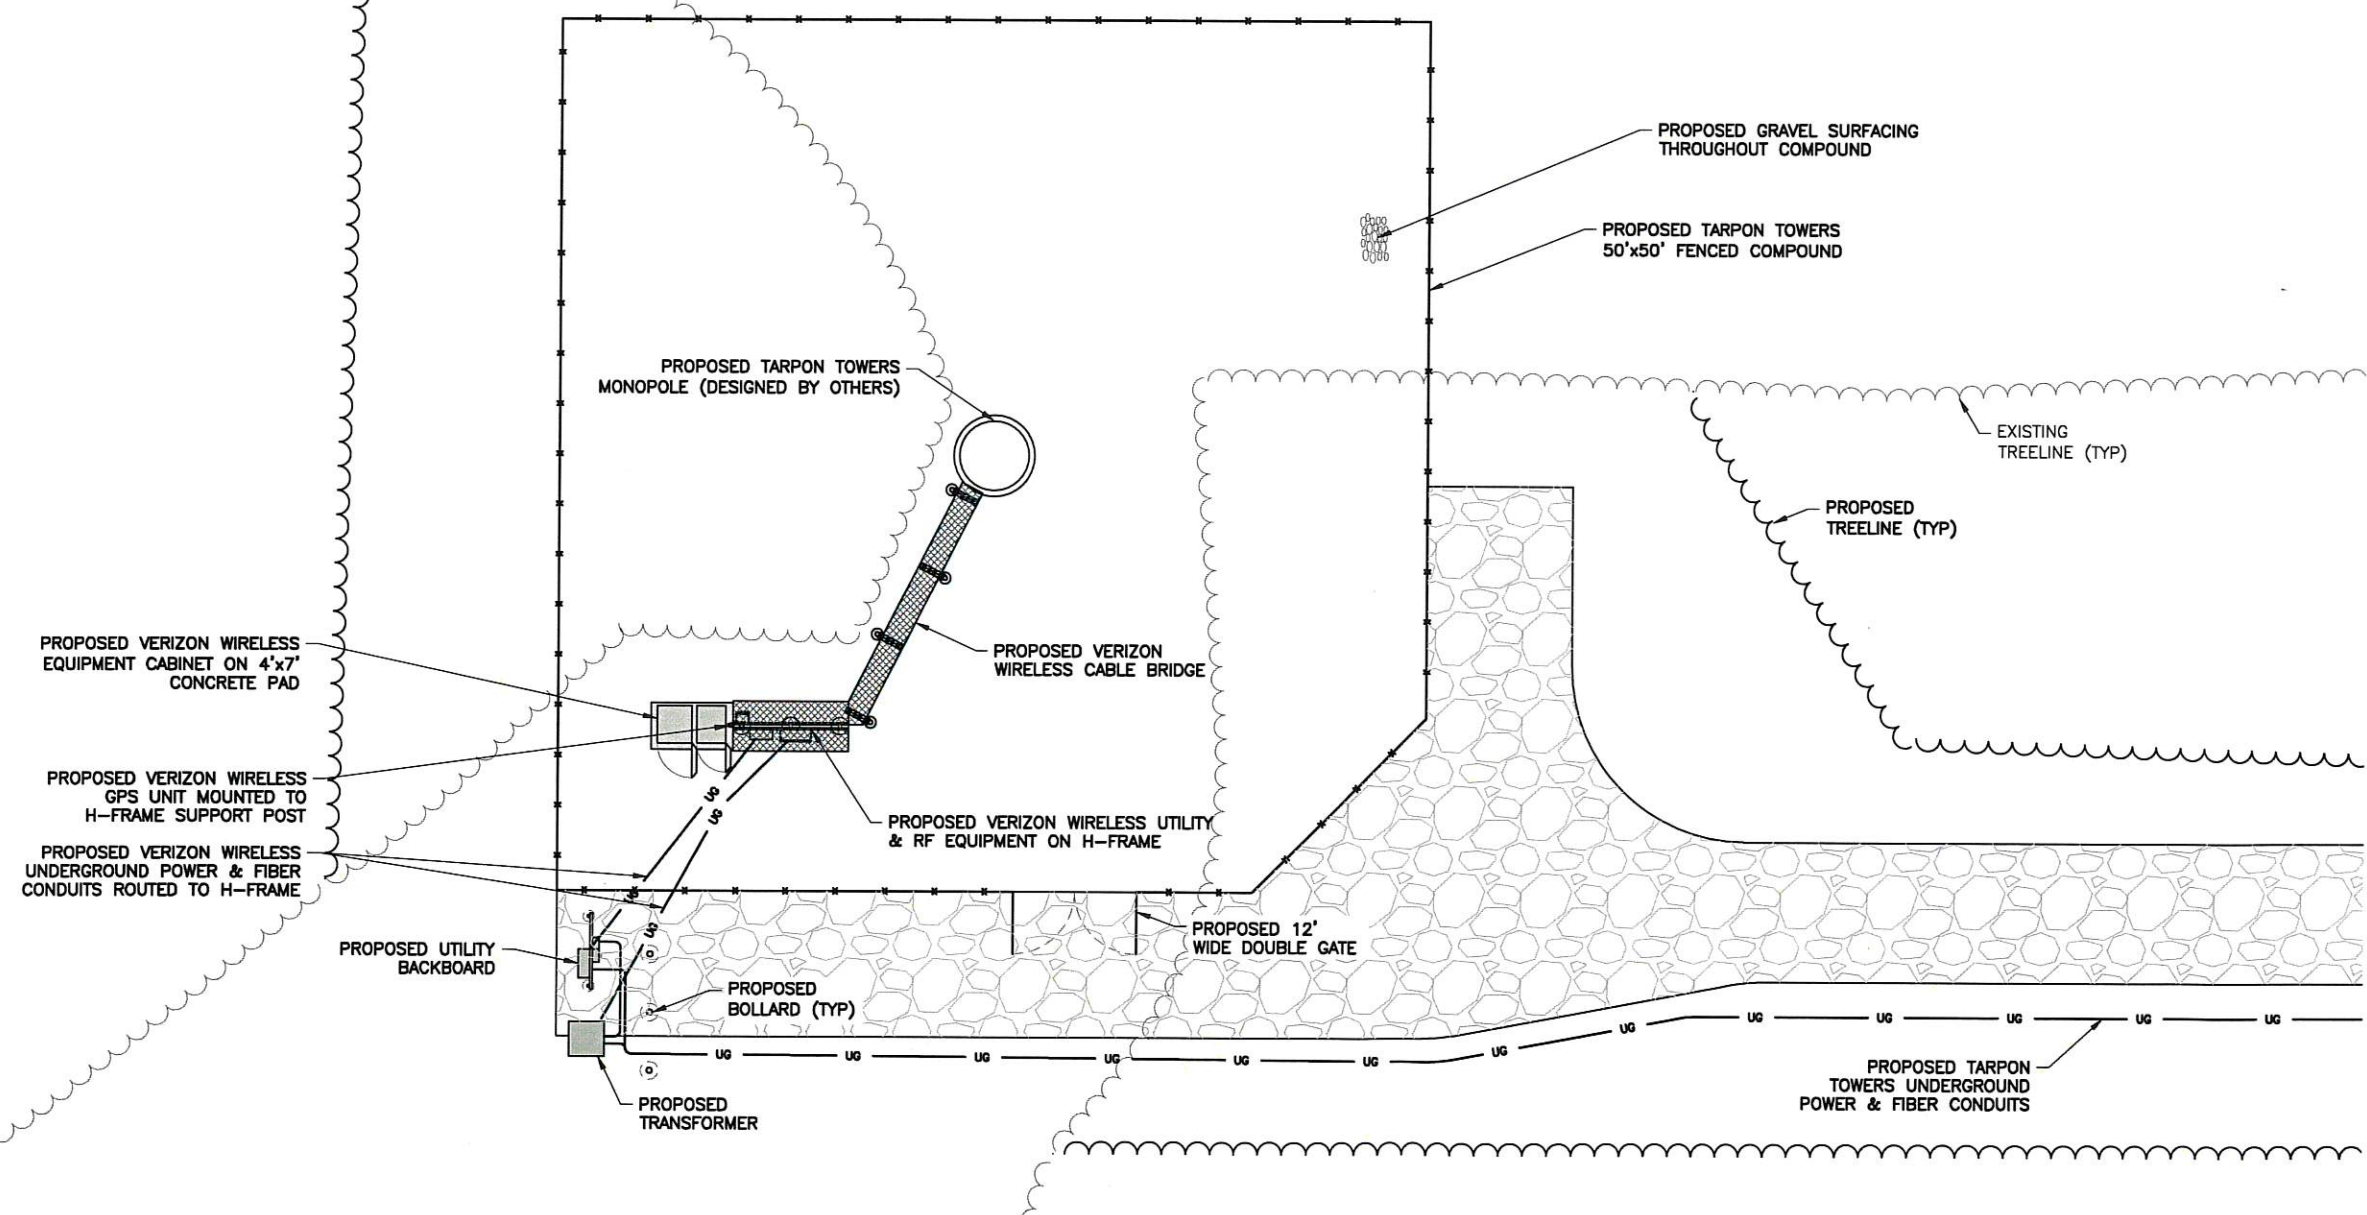 PROPOSED GRAVEL SURFACING
THROUGHOUT COMPOUND
PROPOSED TARPON TOWERS
50'x50' FENCED COMPOUND
PROPOSED TARPON TOWERS
MONOPOLE (DESIGNED BY OTHERS)
EXISTING
TREELINE (TYP)
PROPOSED
TREELINE (TYP)
PROPOSED VERIZON WIRELESS
EQUIPMENT CABINET ON 4'x7'
CONCRETE PAD
PROPOSED VERIZON
WIRELESS CABLE BRIDGE
PROPOSED VERIZON WIRELESS
GPS UNIT MOUNTED TO
H-FRAME SUPPORT POST
UG
UG
PROPOSED VERIZON WIRELESS UTILITY
& RF EQUIPMENT ON H-FRAME
PROPOSED VERIZON WIRELESS
UNDERGROUND POWER & FIBER
CONDUITS ROUTED TO H-FRAME
UG
UG
PROPOSED 12'
WIDE DOUBLE GATE
PROPOSED UTILITY
BACKBOARD
PROPOSED
BOLLARD (TYP)
UG UG UG UG UG UG UG UG UG UG UG UG UG
PROPOSED TARPON
TOWERS UNDERGROUND
POWER & FIBER CONDUITS
PROPOSED
TRANSFORMER